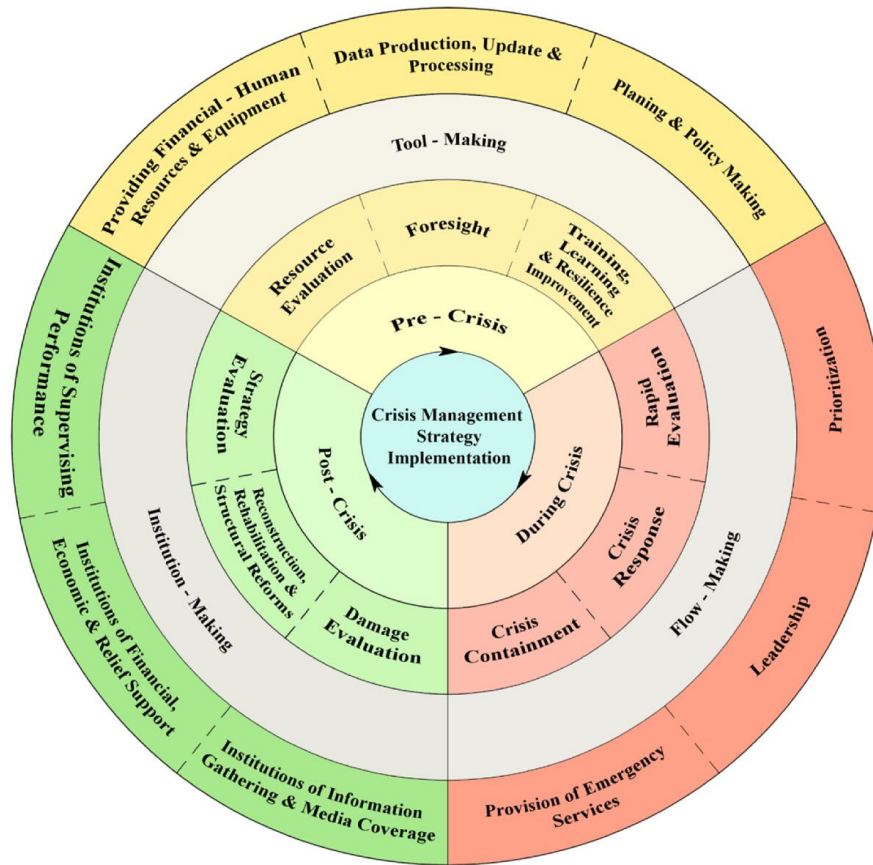 Providing Financial - Human
Resources & Equipment
Data Production, Update &
Processing
Planing & Policy Making
Tool - Making
Resource
Evaluation
Foresight
Training,
Learning
& Resilience
Improvement
Pre - Crisis
Crisis Management
Strategy
Implementation
Prioritization
Leadership
Provision of Emergency
Services
Flow - Making
Rapid
Evaluation
Crisis
Response
Crisis
Containment
During Crisis
Institutions of Information
Gathering & Media Coverage
Institutions of Financial,
Economic & Relief Support
Institutions of Supervising
Performance
Institution - Making
Damage
Evaluation
Reconstruction,
Rehabilitation &
Structural Reforms
Strategy
Evaluation
Post - Crisis